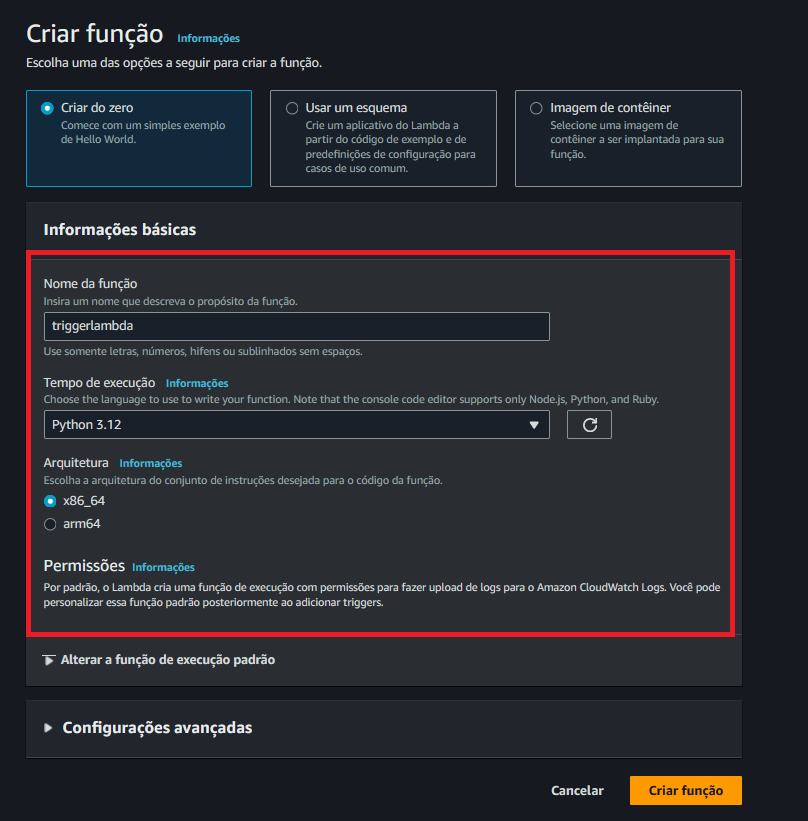 Criar função Informações
Escolha uma das opções a seguir para criar a função.
Criar do zero
Comece com um simples exemplo
de Hello World.
Usar um esquema
Crie um aplicativo do Lambda a
partir do código de exemplo e de
predefinições de configuração para
casos de uso comum.
Imagem de contêiner
Selecione uma imagem de
contêiner a ser implantada para sua
função.
Informações básicas
Nome da função
Insira um nome que descreva o propósito da função.
triggerlambda
Use somente letras, números, hifens ou sublinhados sem espaços.
Tempo de execução Informações
Choose the language to use to write your function. Note that the console code editor supports only Node.js, Python, and Ruby.
Python 3.12
Arquitetura Informações
Escolha a arquitetura do conjunto de instruções desejada para o código da função.
x86_64
arm64
Permissões Informações
Por padrão, o Lambda cria uma função de execução com permissões para fazer upload de logs para o Amazon CloudWatch Logs. Você pode
personalizar essa função padrão posteriormente ao adicionar triggers.
Alterar a função de execução padrão
Configurações avançadas
Cancelar
Criar função